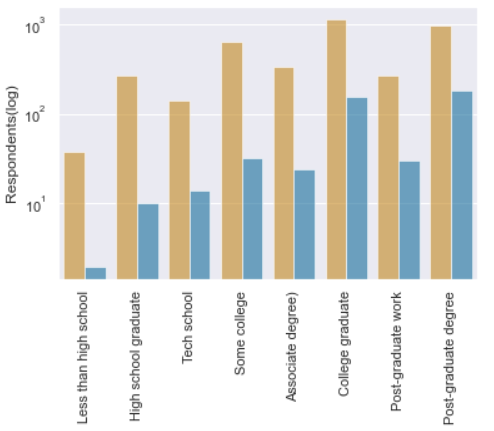 Respondents(log)
10³
10²
10¹
Less than high school
High school graduate
Tech school
Some college
Associate degree)
College graduate
Post-graduate work
Post-graduate degree